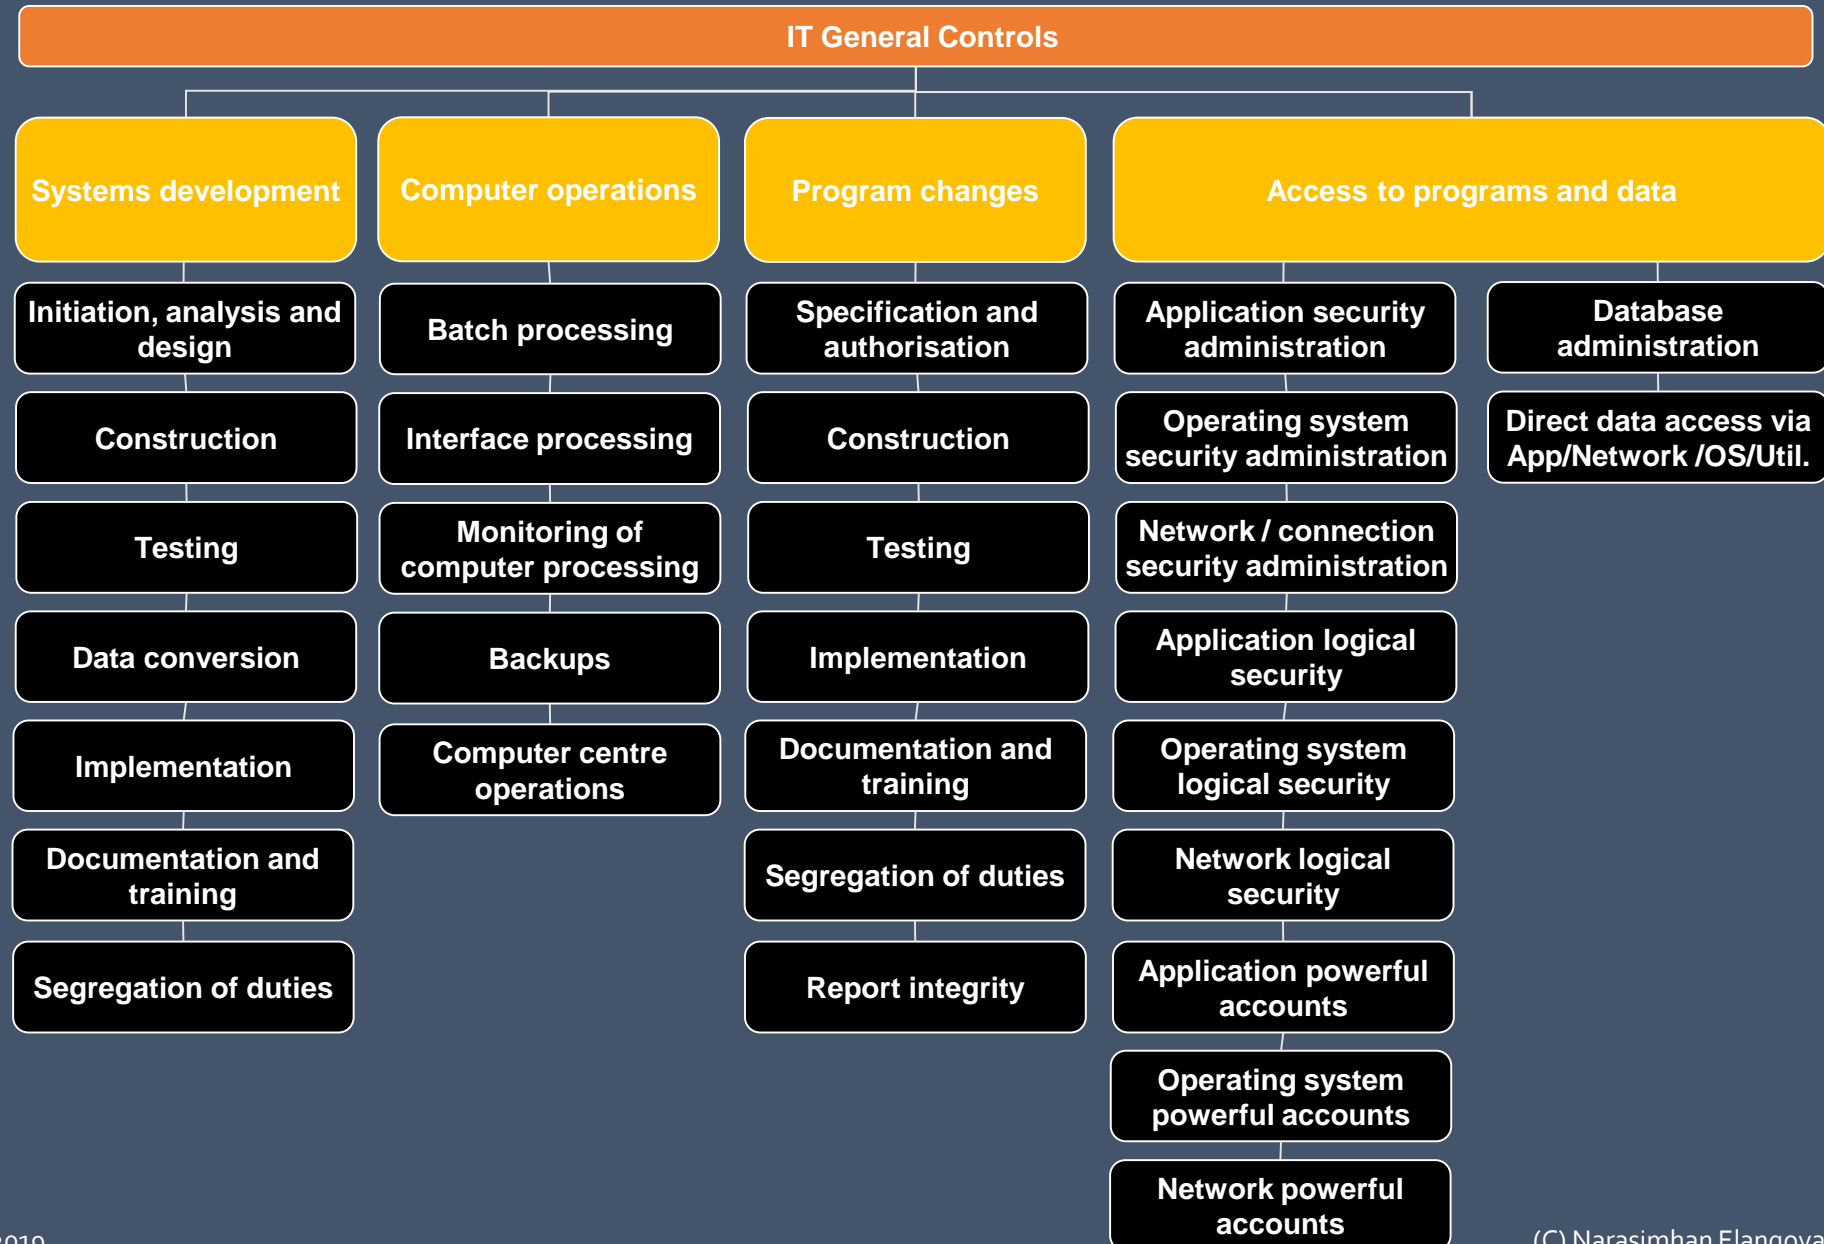 IT General Controls
Systems development
Computer operations
Program changes
Access to programs and data
Initiation, analysis and
design
Construction
Testing
Data conversion
Implementation
Documentation and
training
Segregation of duties
Batch processing
Interface processing
Monitoring of
computer processing
Backups
Computer centre
operations
Specification and
authorisation
Construction
Testing
Implementation
Documentation and
training
Segregation of duties
Report integrity
Application security
administration
Operating system
security administration
Network / connection
security administration
Application logical
security
Operating system
logical security
Network logical
security
Application powerful
accounts
Operating system
powerful accounts
Network powerful
accounts
Database
administration
Direct data access via
App/Network /OS/Util.
(C) Narasimhan